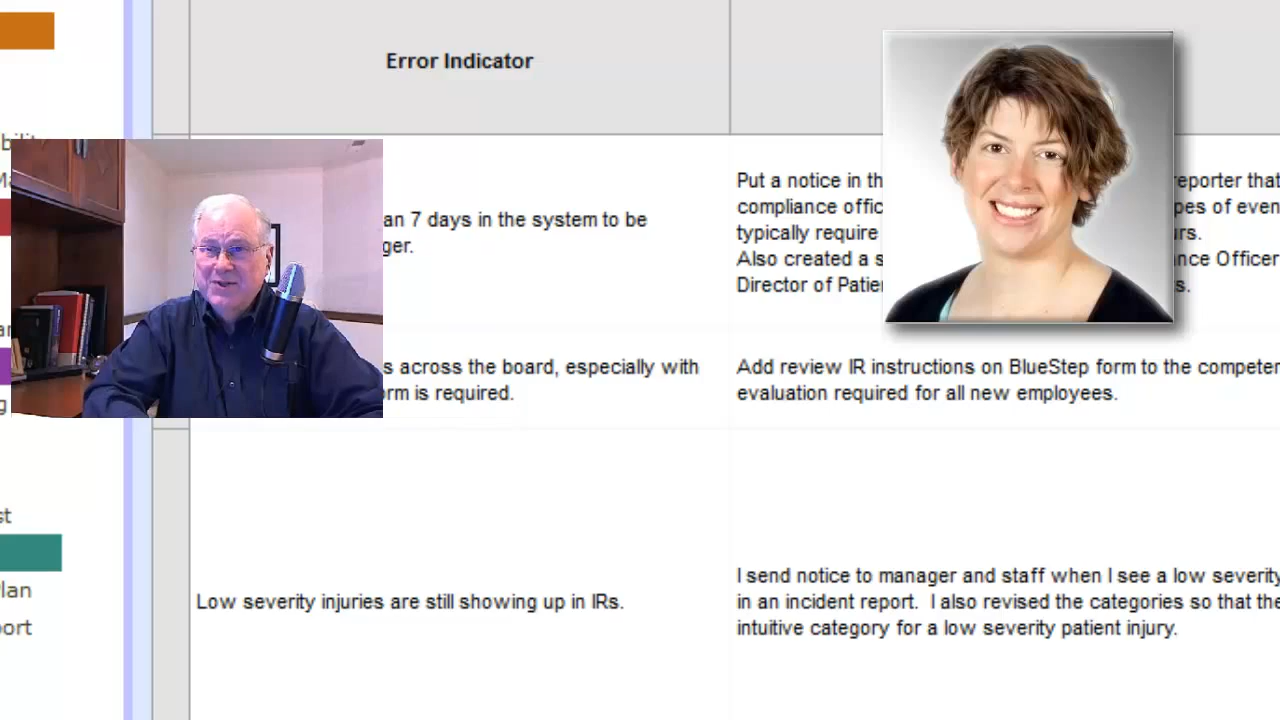 Error Indicator
an 7 days in the system to be
ger.
Put a notice in th
reporter that
compliance offic
pes of even
typically require
urs.
Also created a s
ance Officer
Director of Patie
s.
s across the board, especially with
orm is required.
Add review IR instructions on BlueStep form to the competen
evaluation required for all new employees.
st
Plan
port
Low severity injuries are still showing up in IRs.
I send notice to manager and staff when I see a low severity
in an incident report. I also revised the categories so that the
intuitive category for a low severity patient injury.